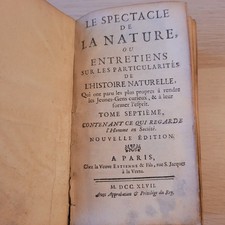 LE SPECTACLE
DE
LA NATURE,
OU
ENTRETIENS
SUR LES PARTICULARITÉS
DE
L'HISTOIRE NATURELLE,
Qui ont paru les plus propres à rendre
les Jeunes-Gens curieux, & à leur
former l'esprit.
TOME SEPTIEME,
CONTENANT CE QUI REGARDE
l'Homme en Société.
NOUVELLE ÉDITION.
A PARIS,
Chez la Veuve ESTIENNE & Fils, rue S. Jacques
à la Vertu.
M. DCC. XLVII.
Avec Approbation & Privilege du Roy.